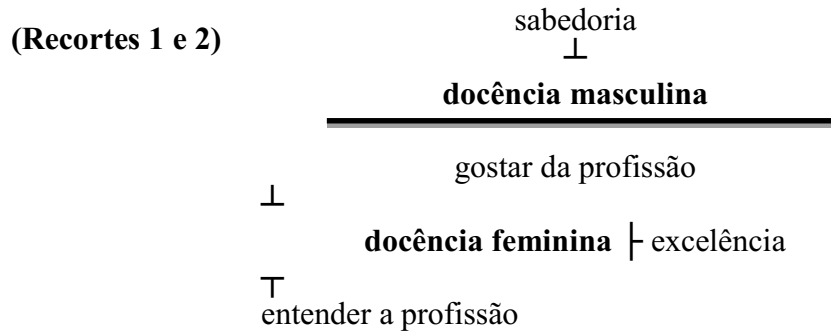 (Recortes 1 e 2)
sabedoria
⊥
docência masculina
gostar da profissão
⊥
docência feminina ├ excelência
⊤
entender a profissão